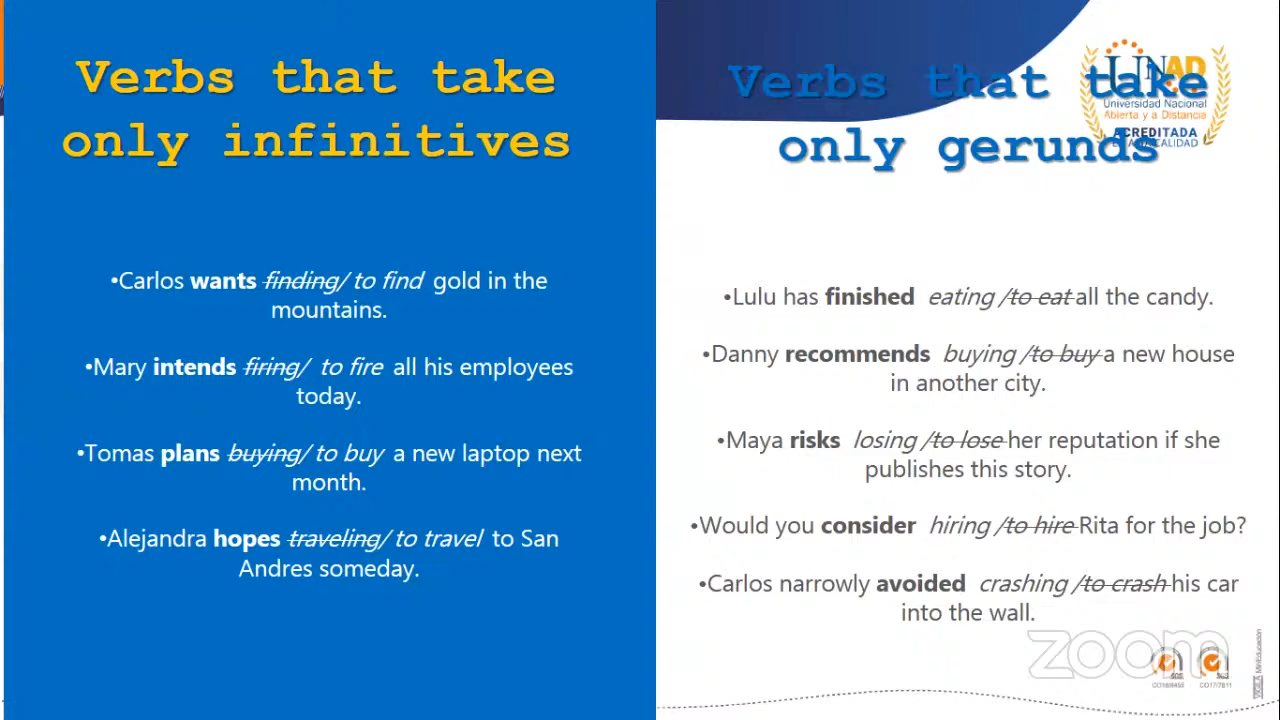 Verbs that take
only infinitives
•Carlos wants finding/ to find gold in the
mountains.
•Mary intends firing/ to fire all his employees
today.
•Tomas plans buying/ to buy a new laptop next
month.
•Alejandra hopes traveling/ to travel to San
Andres someday.
Verbs that take
only gerunds
UNAD
Universidad Nacional
Abierta y a Distancia
ACREDITADA
•Lulu has finished eating /to eat all the candy.
•Danny recommends buying /to buy a new house
in another city.
•Maya risks losing /to lose her reputation if she
publishes this story.
•Would you consider hiring /to hire Rita for the job?
•Carlos narrowly avoided crashing /to crash his car
into the wall.
zoom